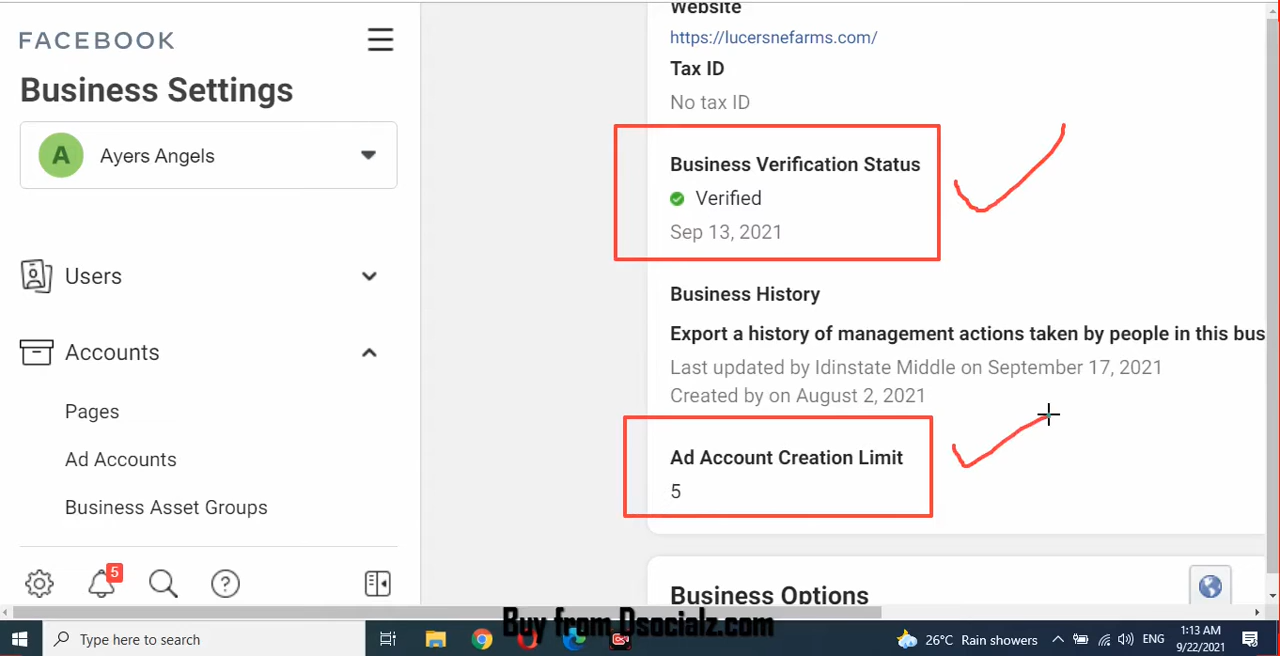 FACEBOOK
Business Settings
A
Ayers Angels
Users
Accounts
Pages
Ad Accounts
Business Asset Groups
5
Website
https://lucersnefarms.com/
Tax ID
No tax ID
Business Verification Status
Verified
Sep 13, 2021
Business History
Export a history of management actions taken by people in this bus
Last updated by Idinstate Middle on September 17, 2021
Created by on August 2, 2021
Ad Account Creation Limit
5
Business Options
Buy from Dsocialz.com
Type here to search
26°C Rain showers
ENG
1:13 AM
9/22/2021